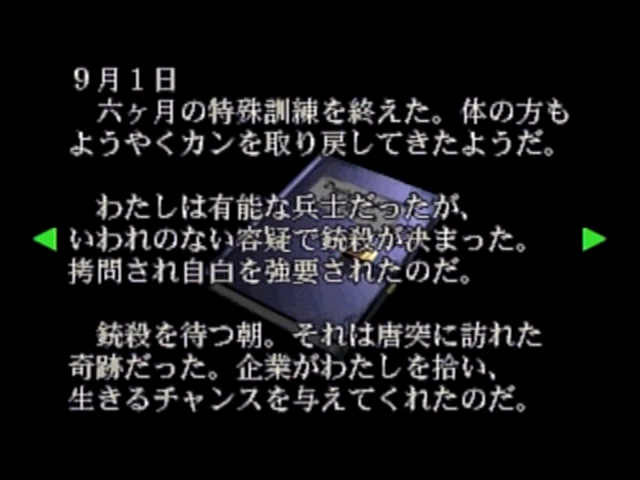 ９月１日
六ヶ月の特殊訓練を終えた。体の方も
ようやくカンを取り戻してきたようだ。
わたしは有能な兵士だったが、
いわれのない容疑で銃殺が決まった。
拷問され自白を強要されたのだ。
銃殺を待つ朝。それは唐突に訪れた
奇跡だった。企業がわたしを拾い、
生きるチャンスを与えてくれたのだ。